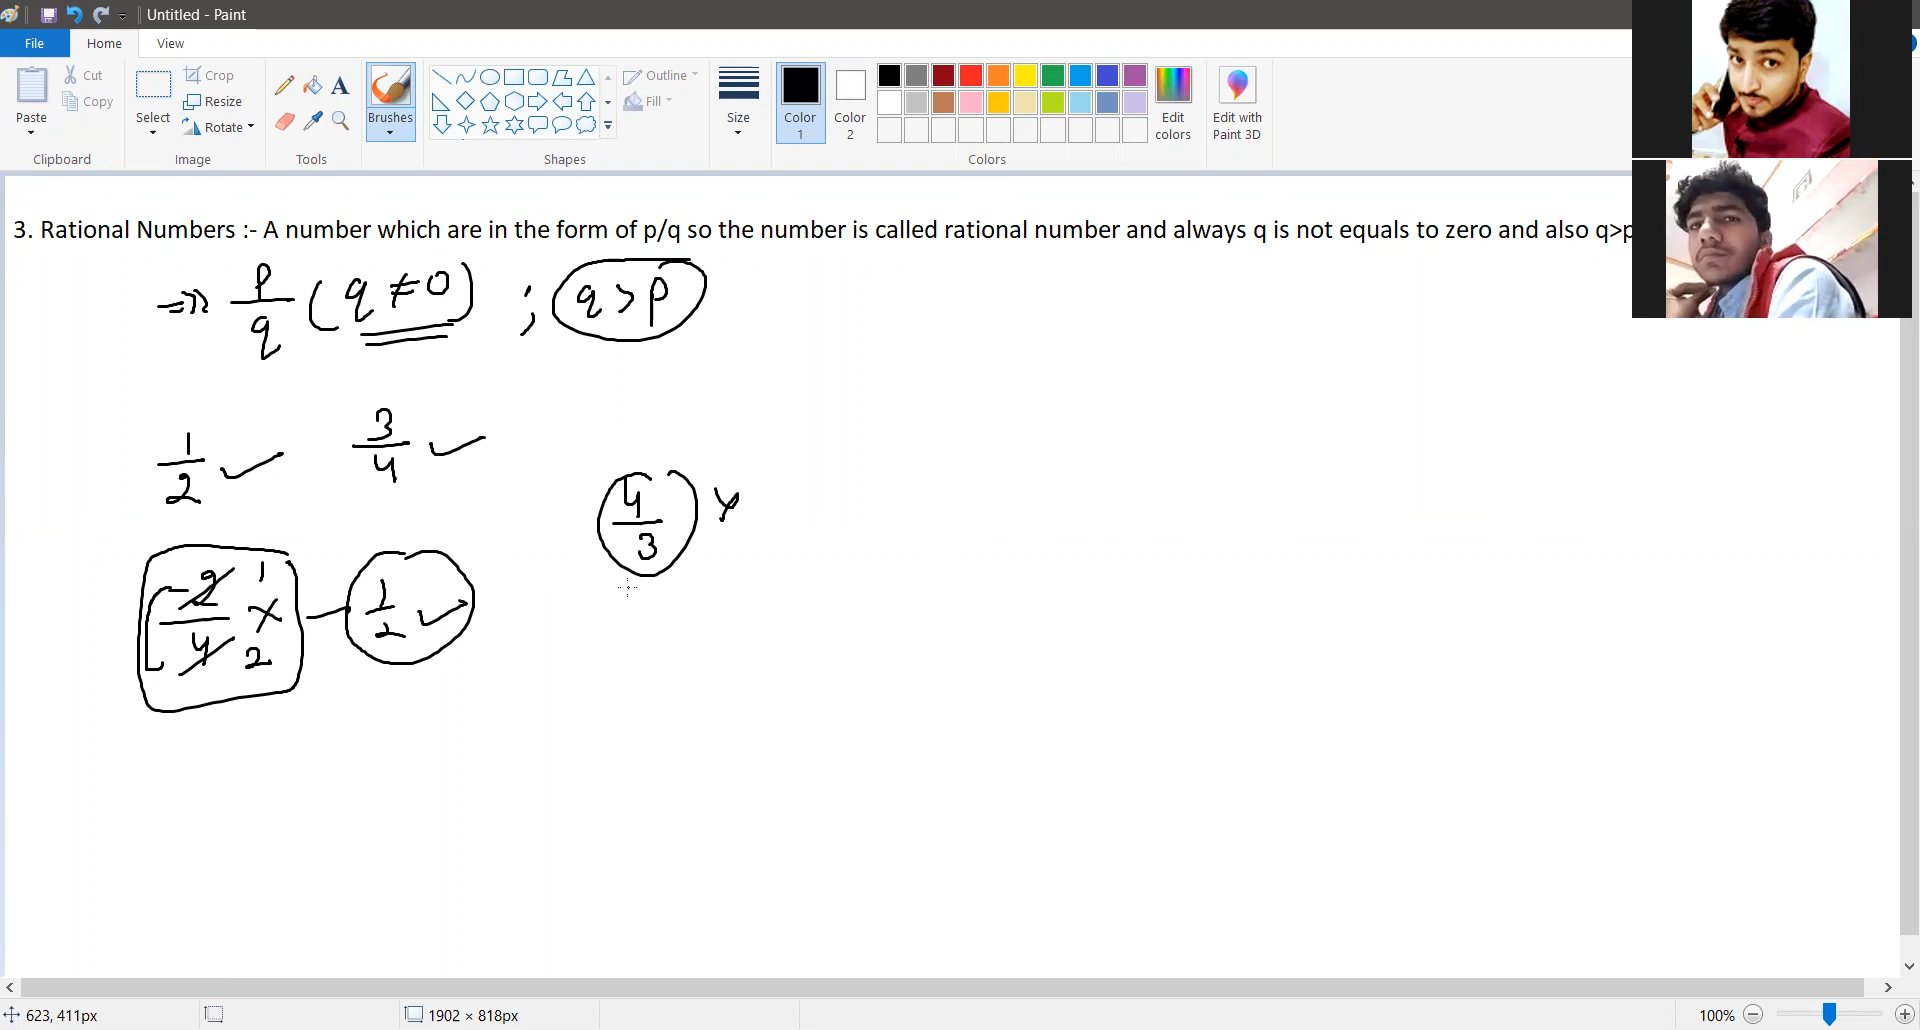 Untitled - Paint
File Home View
Paste Cut Copy Clipboard
Select Crop Resize Rotate Image
Tools
Brushes
Outline Fill Shapes
Size
Color 1 Color 2 Edit colors Edit with Paint 3D Colors
3. Rational Numbers :- A number which are in the form of p/q so the number is called rational number and always q is not equals to zero and also q>p
⇒ p/q (q ≠ 0) ; q > p
1/2 ✓ 3/4 ✓
4/3 ×
2/4 1 × 2 — 1/2 ✓
623, 411px 1902 × 818px 100%